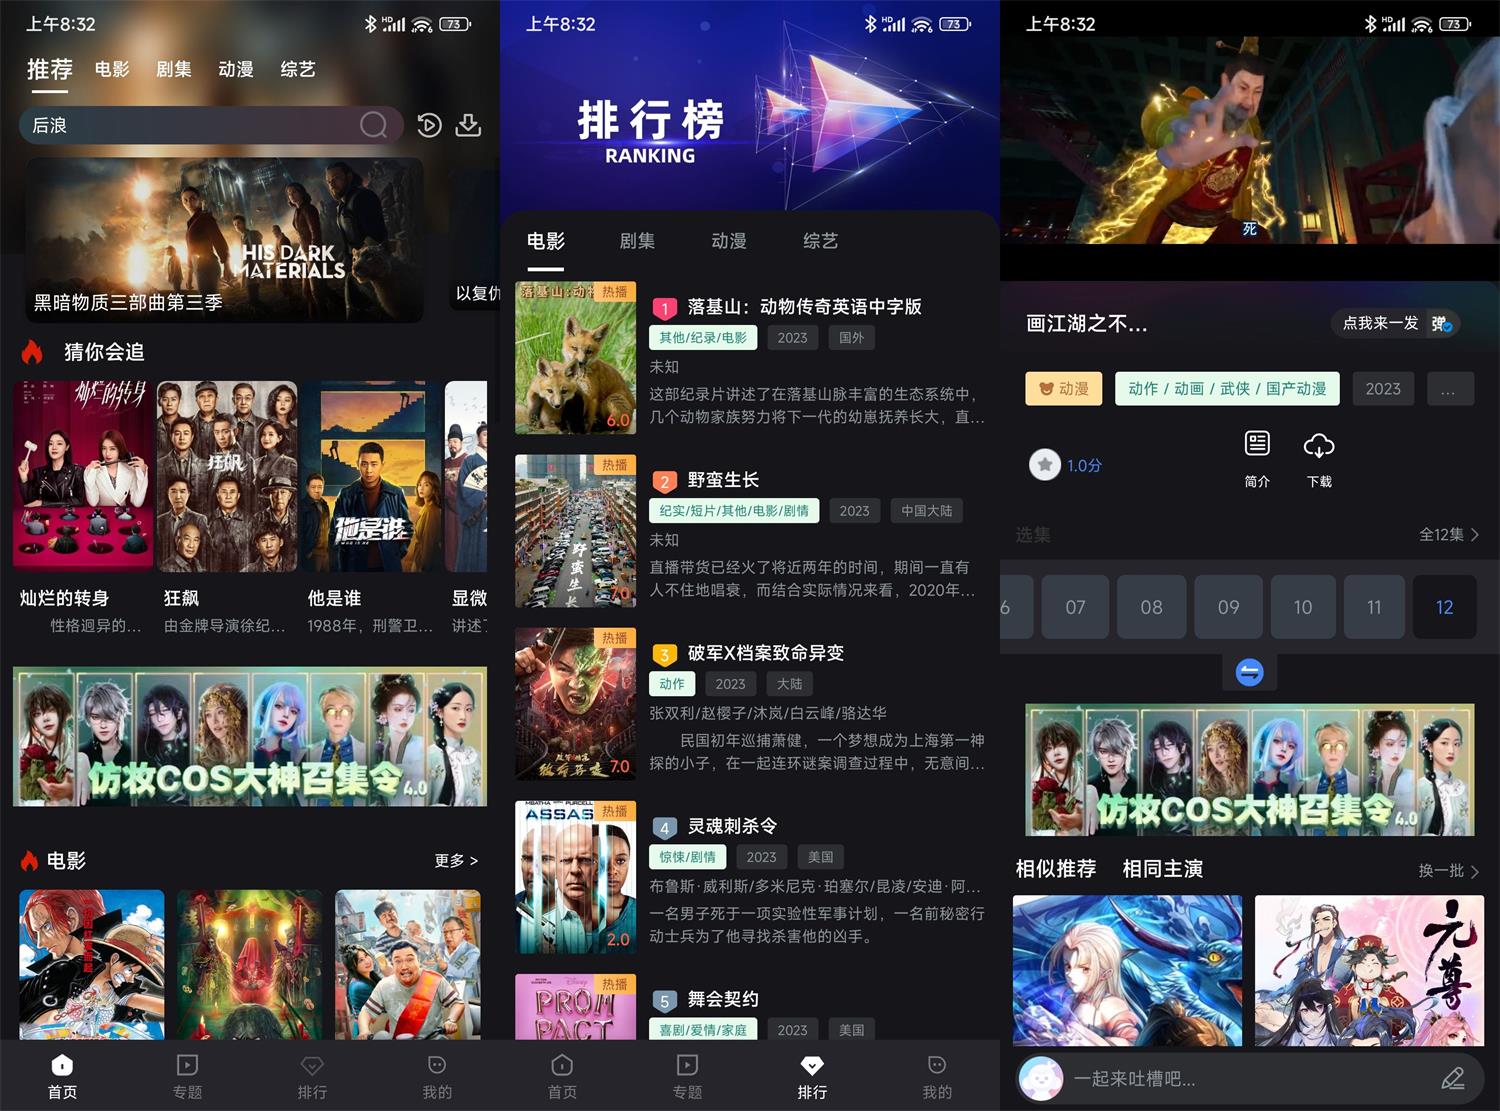 上午8:32
HD
73
推荐 电影 剧集 动漫 综艺
后浪
HIS DARK
MATERIALS
黑暗物质三部曲第三季
以复仇
猜你会追
灿烂的转身
狂飙
他是谁
灿烂的转身 狂飙 他是谁 显微
性格迥异的... 由金牌导演徐纪... 1988年，刑警卫... 讲述了
仿妆COS大神召集令4.0
电影
更多 >
首页 专题 排行 我的
上午8:32
HD
73
排行榜
RANKING
电影 剧集 动漫 综艺
热播
6.0
1 落基山：动物传奇英语中字版
其他/纪录/电影 2023 国外
未知
这部纪录片讲述了在落基山脉丰富的生态系统中，
几个动物家族努力将下一代的幼崽抚养长大，直...
热播
野蛮生长
7.0
2 野蛮生长
纪实/短片/其他/电影/剧情 2023 中国大陆
未知
直播带货已经火了将近两年的时间，期间一直有
人不住地唱衰，而结合实际情况来看，2020年...
热播
7.0
3 破军X档案致命异变
动作 2023 大陆
张双利/赵樱子/沐岚/白云峰/骆达华
民国初年巡捕萧健，一个梦想成为上海第一神
探的小子，在一起连环谜案调查过程中，无意间...
热播
ASSAS
2.0
4 灵魂刺杀令
惊悚/剧情 2023 美国
布鲁斯·威利斯/多米尼克·珀塞尔/昆凌/安迪·阿...
一名男子死于一项实验性军事计划，一名前秘密行
动士兵为了他寻找杀害他的凶手。
热播
PROM
PACT
5 舞会契约
喜剧/爱情/家庭 2023 美国
首页 专题 排行 我的
上午8:32
HD
73
死
画江湖之不...
点我来一发 弹
动漫 动作 / 动画 / 武侠 / 国产动漫 2023 ...
1.0分
简介 下载
选集
全12集 >
6 07 08 09 10 11 12
仿妆COS大神召集令4.0
相似推荐 相同主演
换一批 >
元尊
一起来吐槽吧...